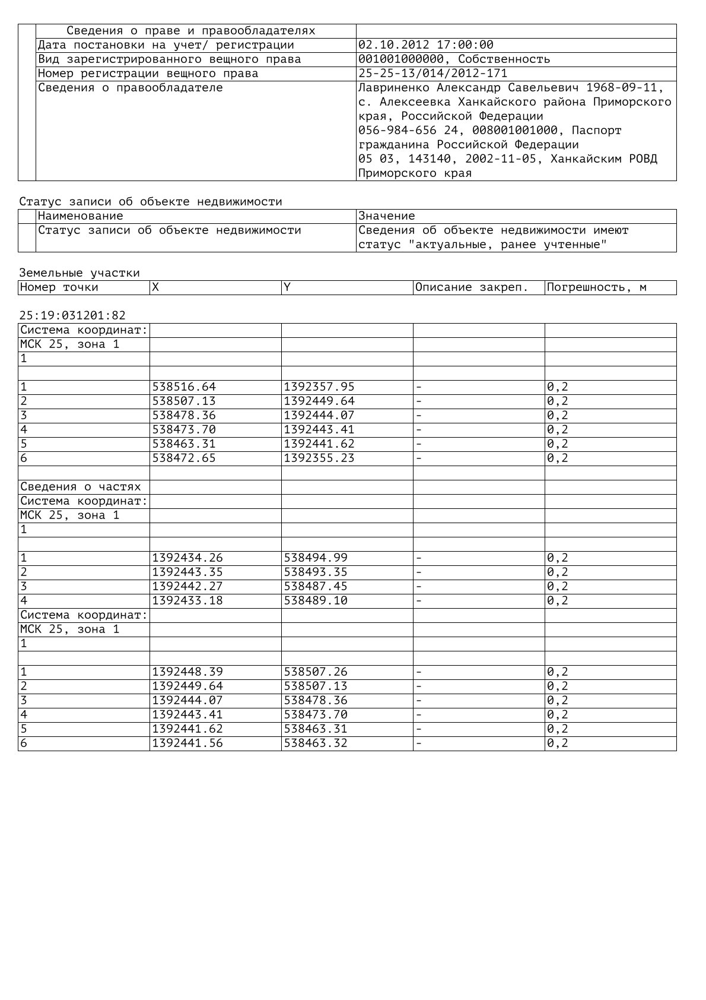 Сведения о праве и правообладателях
Дата постановки на учет/ регистрации 02.10.2012 17:00:00
Вид зарегистрированного вещного права 001001000000, Собственность
Номер регистрации вещного права 25-25-13/014/2012-171
Сведения о правообладателе Лавриненко Александр Савельевич 1968-09-11,
с. Алексеевка Ханкайского района Приморского
края, Российской Федерации
056-984-656 24, 008001001000, Паспорт
гражданина Российской Федерации
05 03, 143140, 2002-11-05, Ханкайским РОВД
Приморского края
Статус записи об объекте недвижимости
Наименование Значение
Статус записи об объекте недвижимости Сведения об объекте недвижимости имеют
статус "актуальные, ранее учтенные"
Земельные участки
Номер точки X Y Описание закреп. Погрешность, м
25:19:031201:82
Система координат:
МСК 25, зона 1
1
1 538516.64 1392357.95 - 0,2
2 538507.13 1392449.64 - 0,2
3 538478.36 1392444.07 - 0,2
4 538473.70 1392443.41 - 0,2
5 538463.31 1392441.62 - 0,2
6 538472.65 1392355.23 - 0,2
Сведения о частях
Система координат:
МСК 25, зона 1
1
1 1392434.26 538494.99 - 0,2
2 1392443.35 538493.35 - 0,2
3 1392442.27 538487.45 - 0,2
4 1392433.18 538489.10 - 0,2
Система координат:
МСК 25, зона 1
1
1 1392448.39 538507.26 - 0,2
2 1392449.64 538507.13 - 0,2
3 1392444.07 538478.36 - 0,2
4 1392443.41 538473.70 - 0,2
5 1392441.62 538463.31 - 0,2
6 1392441.56 538463.32 - 0,2